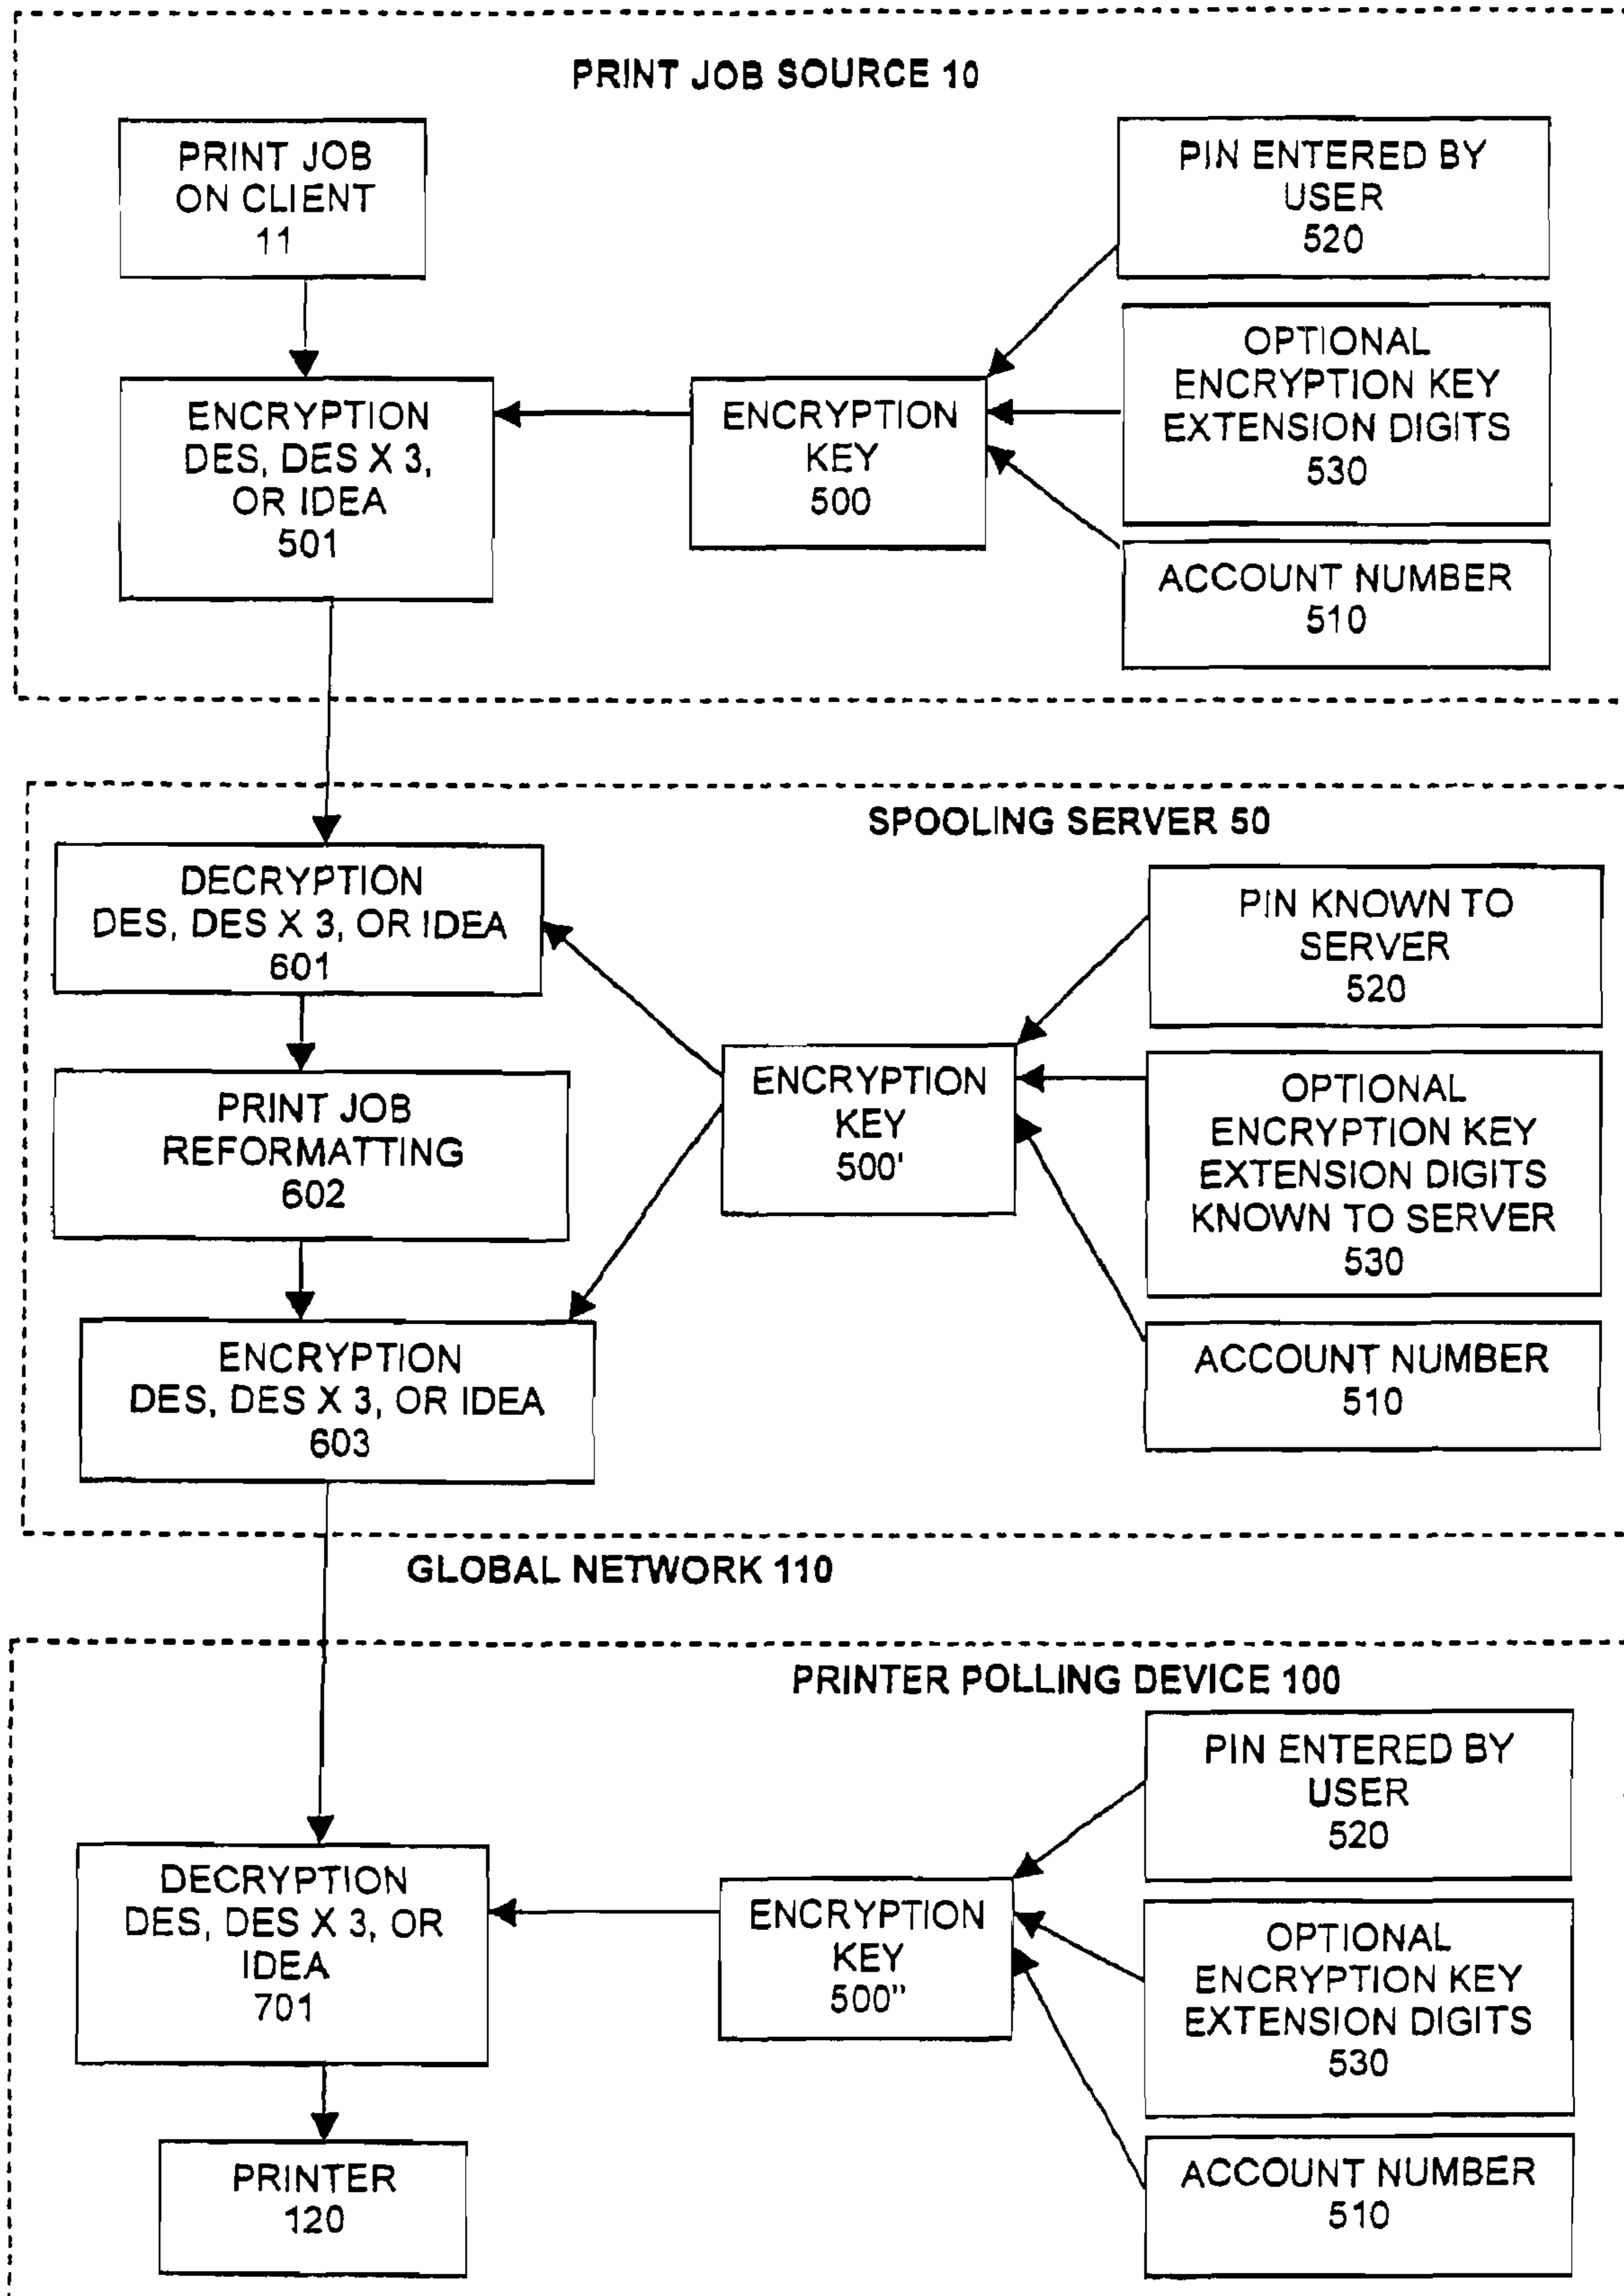 PRINT JOB SOURCE 10
PRINT JOB
ON CLIENT
11
PIN ENTERED BY
USER
520
OPTIONAL
ENCRYPTION KEY
EXTENSION DIGITS
530
ENCRYPTION
DES, DES X 3,
OR IDEA
501
ENCRYPTION
KEY
500
ACCOUNT NUMBER
510
SPOOLING SERVER 50
DECRYPTION
DES, DES X 3, OR IDEA
601
PIN KNOWN TO
SERVER
520
PRINT JOB
REFORMATTING
602
ENCRYPTION
KEY
500'
OPTIONAL
ENCRYPTION KEY
EXTENSION DIGITS
KNOWN TO SERVER
530
ENCRYPTION
DES, DES X 3, OR IDEA
603
ACCOUNT NUMBER
510
GLOBAL NETWORK 110
PRINTER POLLING DEVICE 100
PIN ENTERED BY
USER
520
DECRYPTION
DES, DES X 3, OR
IDEA
701
ENCRYPTION
KEY
500"
OPTIONAL
ENCRYPTION KEY
EXTENSION DIGITS
530
PRINTER
120
ACCOUNT NUMBER
510